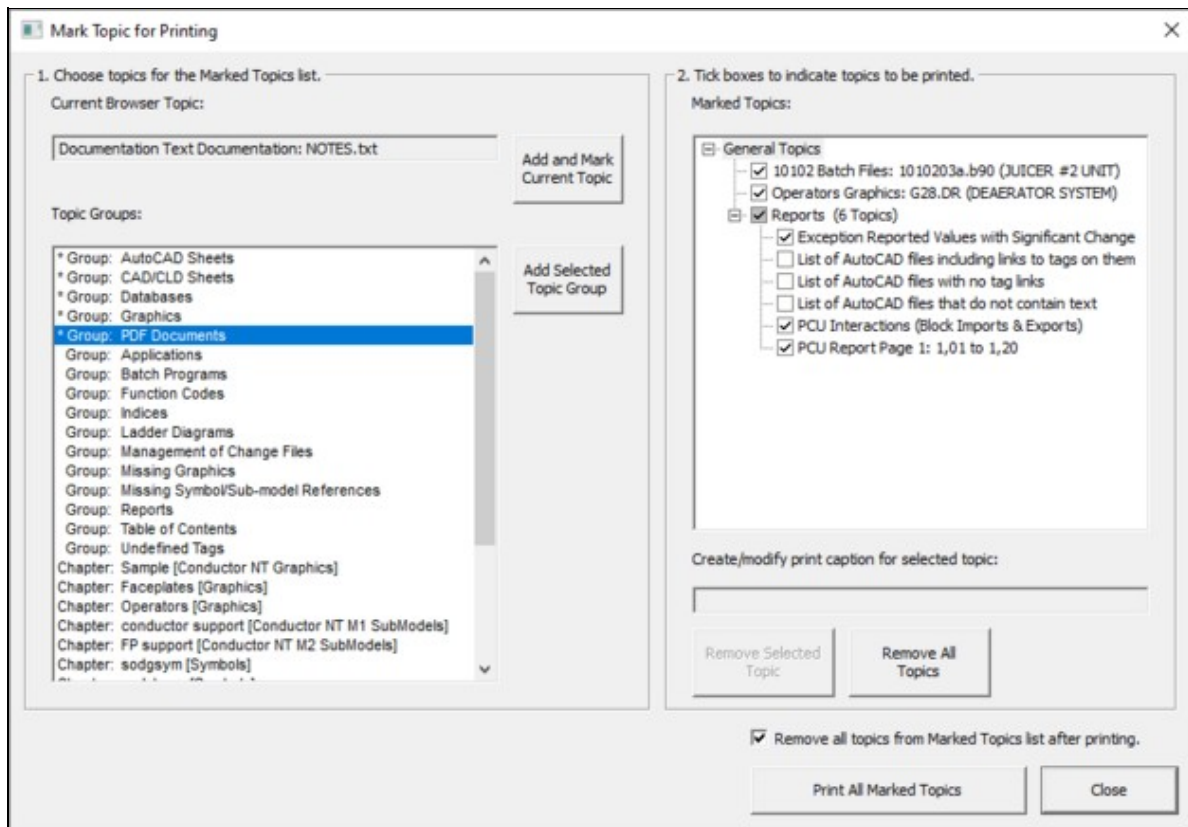 Mark Topic for Printing
1. Choose topics for the Marked Topics list.
Current Browser Topic:
Documentation Text Documentation: NOTES.txt
Add and Mark
Current Topic
Topic Groups:
* Group: AutoCAD Sheets
* Group: CAD/CLD Sheets
* Group: Databases
* Group: Graphics
* Group: PDF Documents
Group: Applications
Group: Batch Programs
Group: Function Codes
Group: Indices
Group: Ladder Diagrams
Group: Management of Change Files
Group: Missing Graphics
Group: Missing Symbol/Sub-model References
Group: Reports
Group: Table of Contents
Group: Undefined Tags
Chapter: Sample [Conductor NT Graphics]
Chapter: Faceplates [Graphics]
Chapter: Operators [Graphics]
Chapter: conductor support [Conductor NT M1 SubModels]
Chapter: FP support [Conductor NT M2 SubModels]
Chapter: sodgsym [Symbols]
Add Selected
Topic Group
2. Tick boxes to indicate topics to be printed.
Marked Topics:
General Topics
10102 Batch Files: 1010203a.b90 (JUICER #2 UNIT)
Operators Graphics: G28.DR (DEAERATOR SYSTEM)
Reports (6 Topics)
Exception Reported Values with Significant Change
List of AutoCAD files including links to tags on them
List of AutoCAD files with no tag links
List of AutoCAD files that do not contain text
PCU Interactions (Block Imports & Exports)
PCU Report Page 1: 1,01 to 1,20
Create/modify print caption for selected topic:
Remove Selected
Topic
Remove All
Topics
Remove all topics from Marked Topics list after printing.
Print All Marked Topics
Close